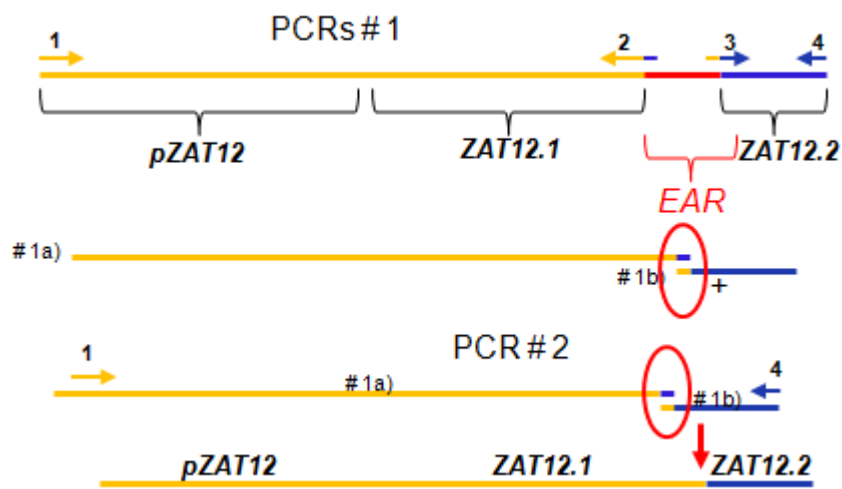 PCRs # 1
1 2 3 4
pZAT12 ZAT12.1 ZAT12.2
EAR
# 1a)
# 1b) +
PCR # 2
1 4
# 1a) # 1b)
pZAT12 ZAT12.1 ZAT12.2